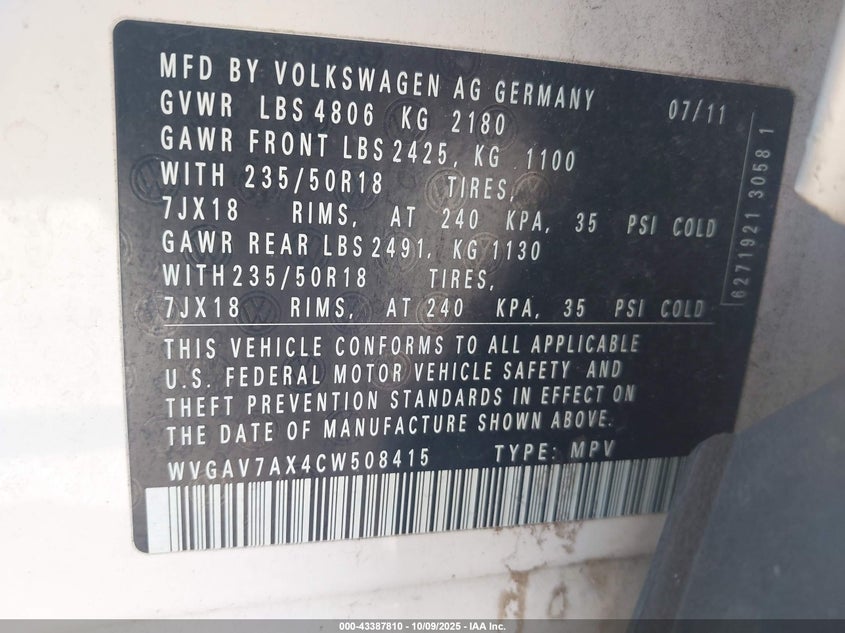 MFD BY VOLKSWAGEN AG GERMANY 07/11
GVWR LBS 4806 KG 2180
GAWR FRONT LBS 2425, KG 1100
WITH 235/50R18 TIRES,
7JX18 RIMS, AT 240 KPA, 35 PSI COLD
GAWR REAR LBS 2491, KG 1130
WITH 235/50R18 TIRES,
7JX18 RIMS, AT 240 KPA, 35 PSI COLD
THIS VEHICLE CONFORMS TO ALL APPLICABLE
U.S. FEDERAL MOTOR VEHICLE SAFETY AND
THEFT PREVENTION STANDARDS IN EFFECT ON
THE DATE OF MANUFACTURE SHOWN ABOVE.
WVGAV7AX4CW508415 TYPE: MPV
6271921 30581
000-43387810 - 10/09/2025 - IAA Inc.